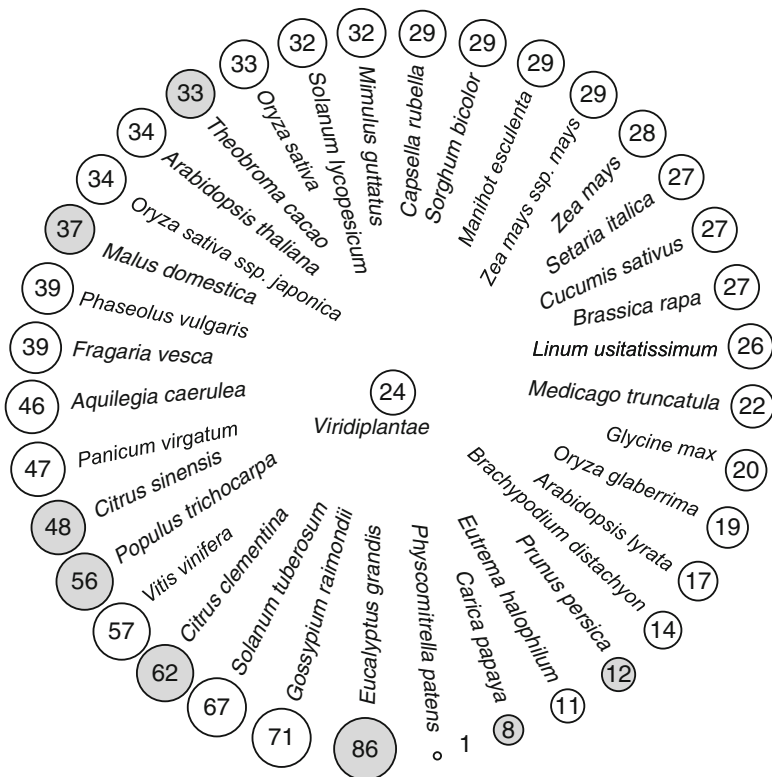 32
Mimulus guttatus
29
Capsella rubella
29
Sorghum bicolor
29
Manihot esculenta
29
Zea mays ssp. mays
28
Zea mays
27
Setaria italica
27
Cucumis sativus
27
Brassica rapa
26
Linum usitatissimum
22
Medicago truncatula
20
Glycine max
19
Oryza glaberrima
17
Arabidopsis lyrata
14
Brachypodium distachyon
12
Prunus persica
11
Eutrema halophilum
8
Carica papaya
1
Physcomitrella patens
86
Eucalyptus grandis
71
Gossypium raimondii
67
Solanum tuberosum
62
Citrus clementina
57
Vitis vinifera
56
Populus trichocarpa
48
Citrus sinensis
47
Panicum virgatum
46
Aquilegia caerulea
39
Fragaria vesca
39
Phaseolus vulgaris
37
Malus domestica
34
Oryza sativa ssp. japonica
34
Arabidopsis thaliana
33
Theobroma cacao
33
Oryza sativa
32
Solanum lycopesicum
24
Viridiplantae